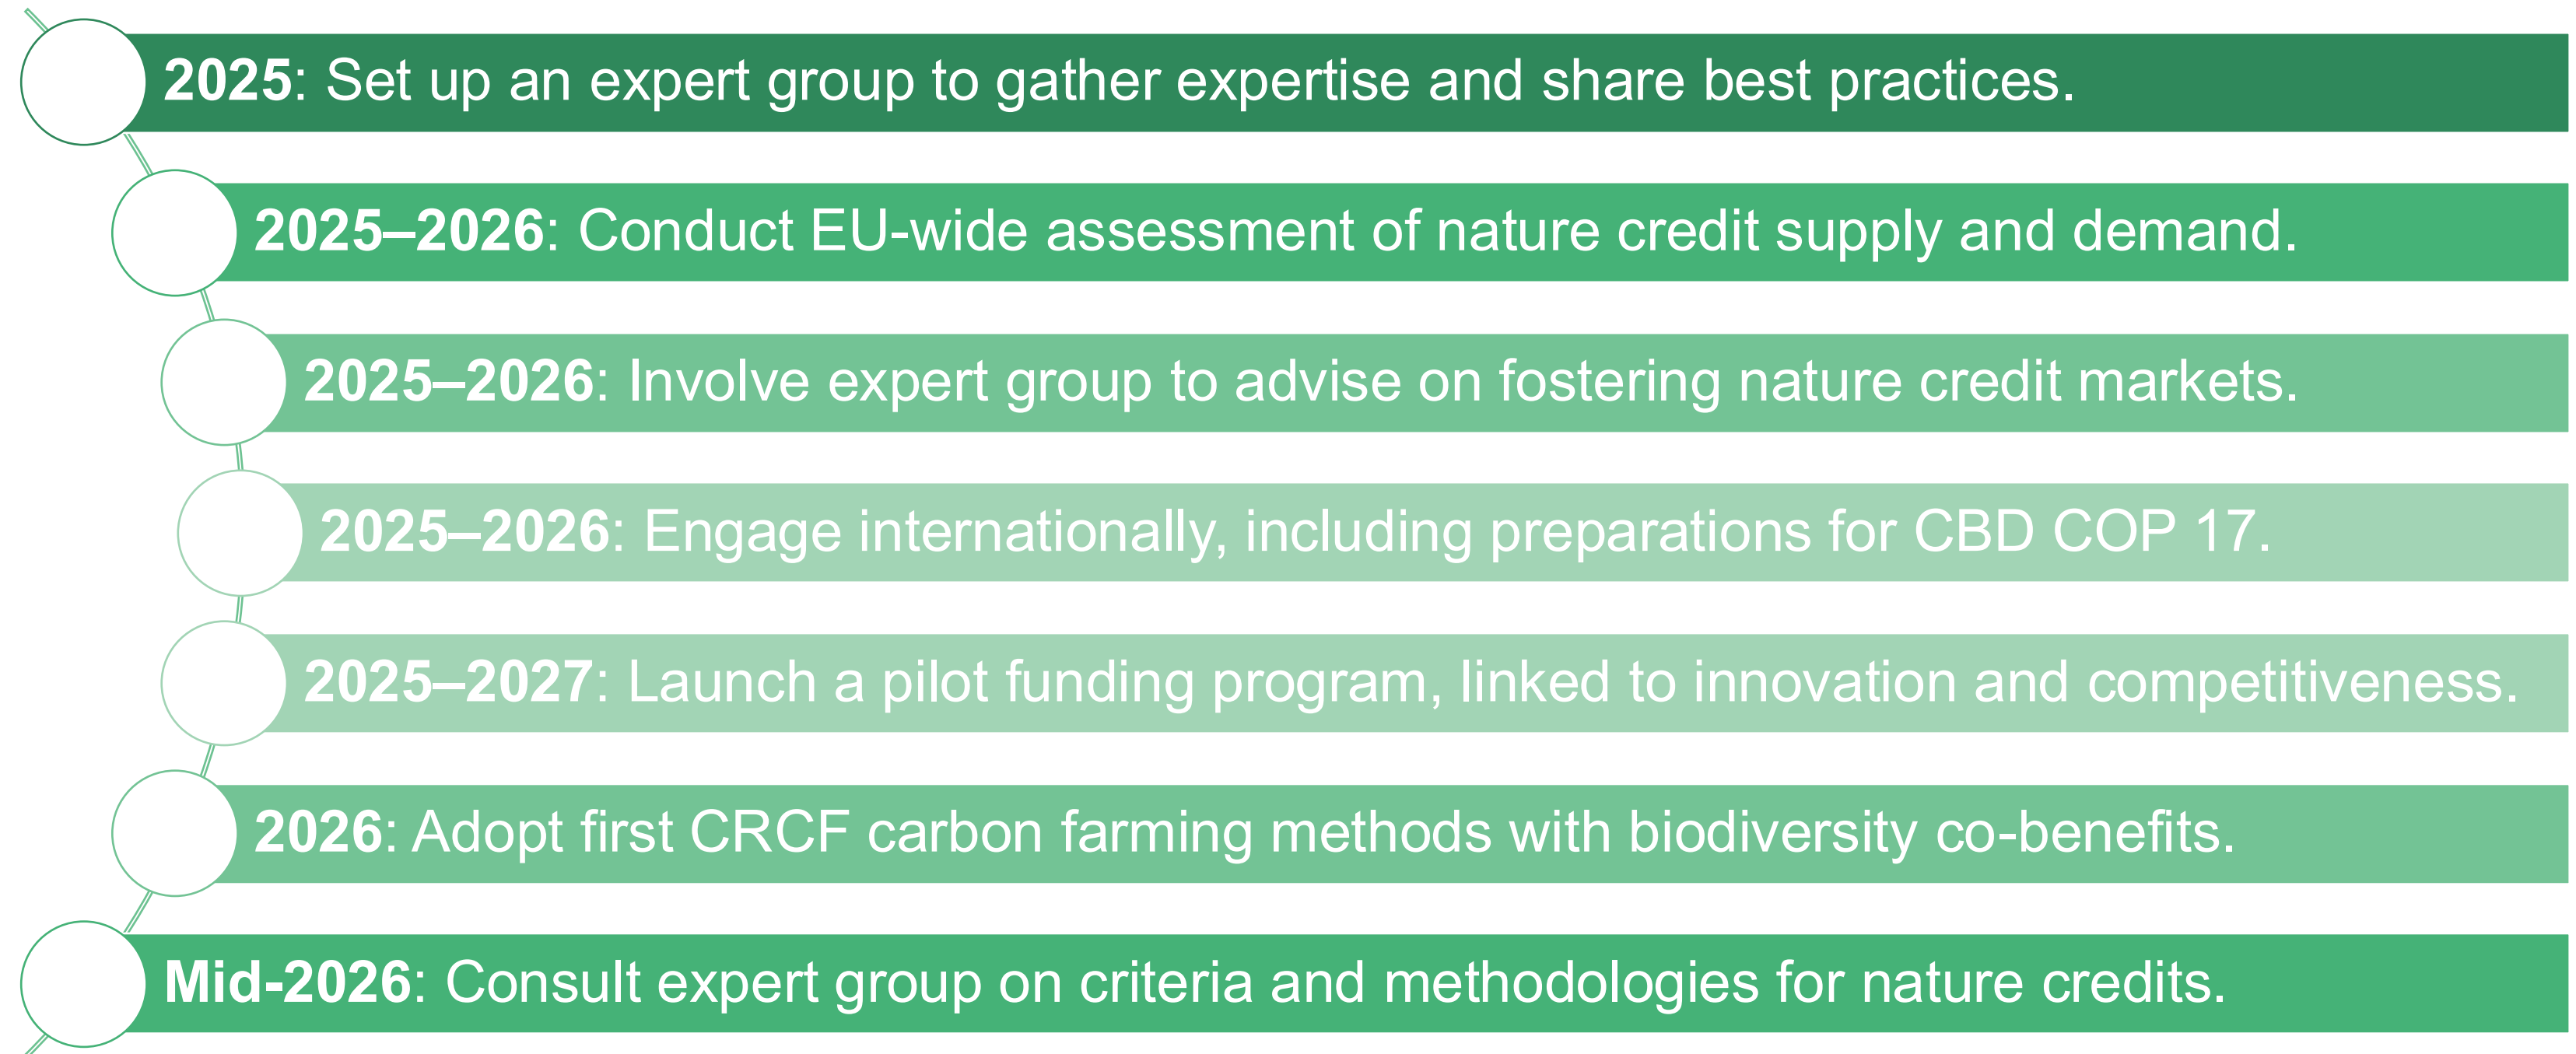 2025: Set up an expert group to gather expertise and share best practices.
2025–2026: Conduct EU-wide assessment of nature credit supply and demand.
2025–2026: Involve expert group to advise on fostering nature credit markets.
2025–2026: Engage internationally, including preparations for CBD COP 17.
2025–2027: Launch a pilot funding program, linked to innovation and competitiveness.
2026: Adopt first CRCF carbon farming methods with biodiversity co-benefits.
Mid-2026: Consult expert group on criteria and methodologies for nature credits.